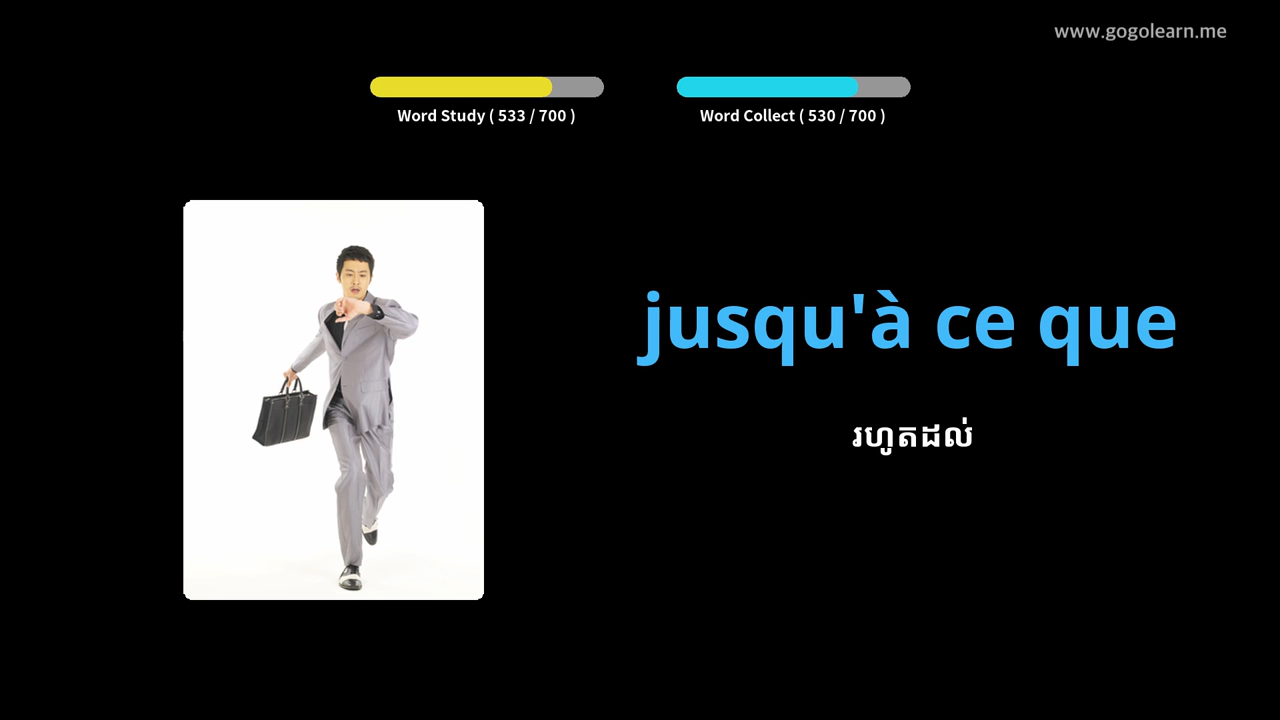 www.gogolearn.me
Word Study ( 533 / 700 )
Word Collect ( 530 / 700 )
jusqu'à ce que
រហូតដល់